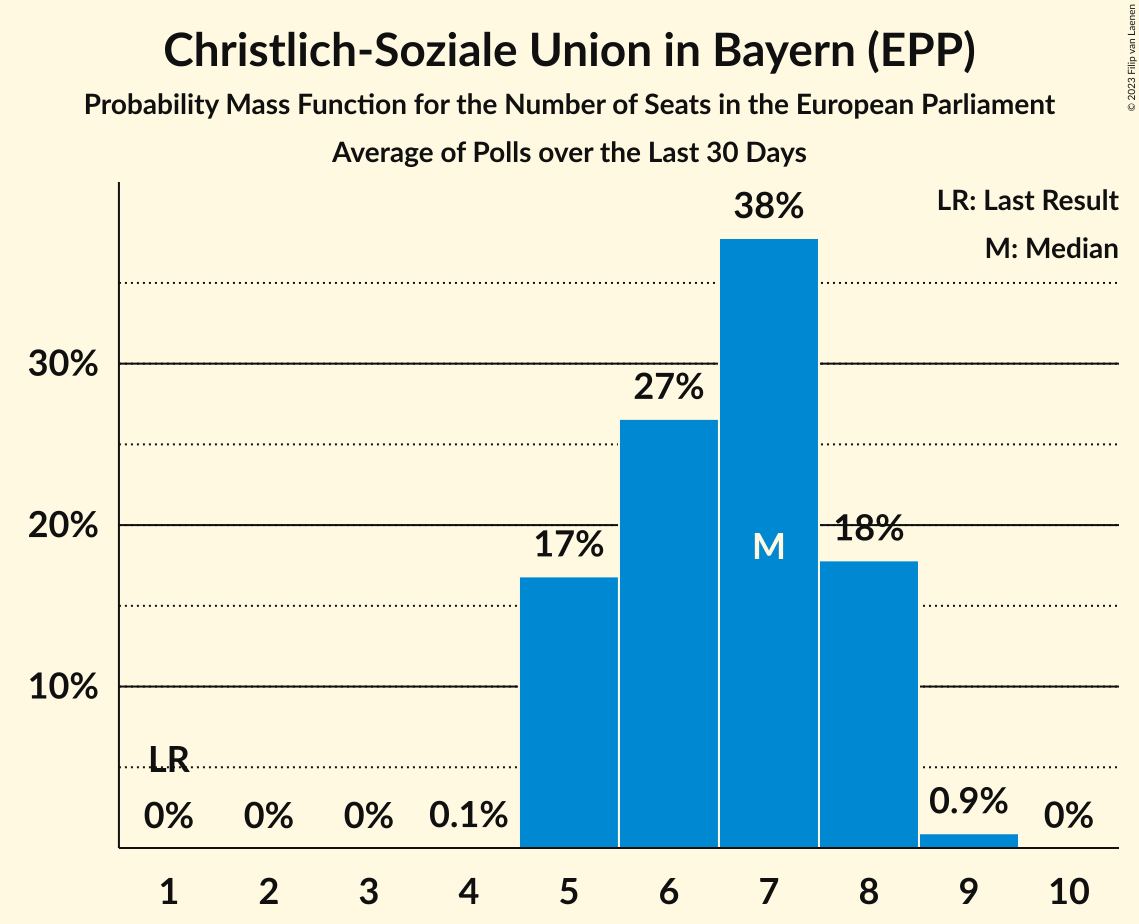 Christlich-Soziale Union in Bayern (EPP)
Probability Mass Function for the Number of Seats in the European Parliament
Average of Polls over the Last 30 Days
© 2023 Filip van Laenen
LR: Last Result
M: Median
38%
30%
27%
20%
17%
M
18%
10%
LR
0%
0%
0%
0.1%
0.9%
0%
1 2 3 4 5 6 7 8 9 10